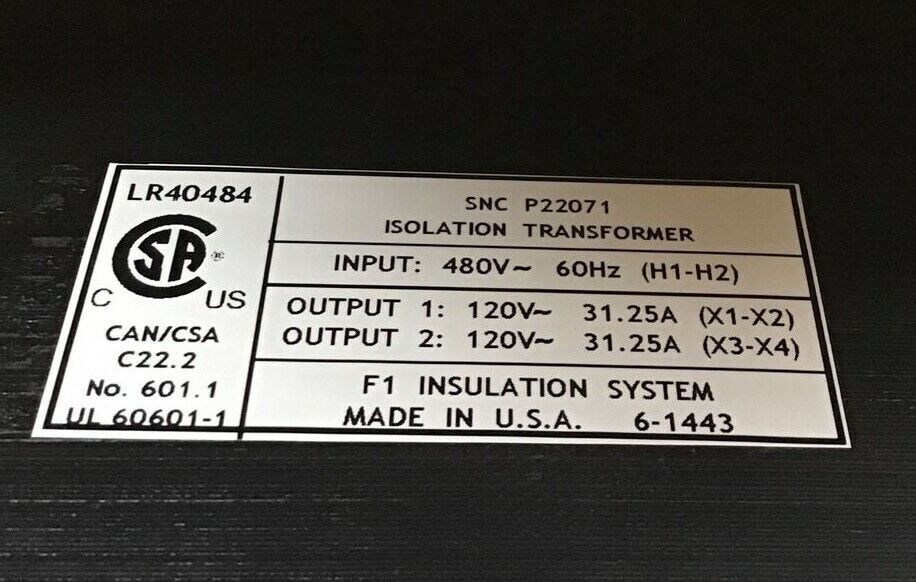 LR40484
CSA ®
C US
CAN/CSA
C22.2
No. 601.1
UL 60601-1
SNC P22071
ISOLATION TRANSFORMER
INPUT: 480V~ 60Hz (H1-H2)
OUTPUT 1: 120V~ 31.25A (X1-X2)
OUTPUT 2: 120V~ 31.25A (X3-X4)
F1 INSULATION SYSTEM
MADE IN U.S.A. 6-1443